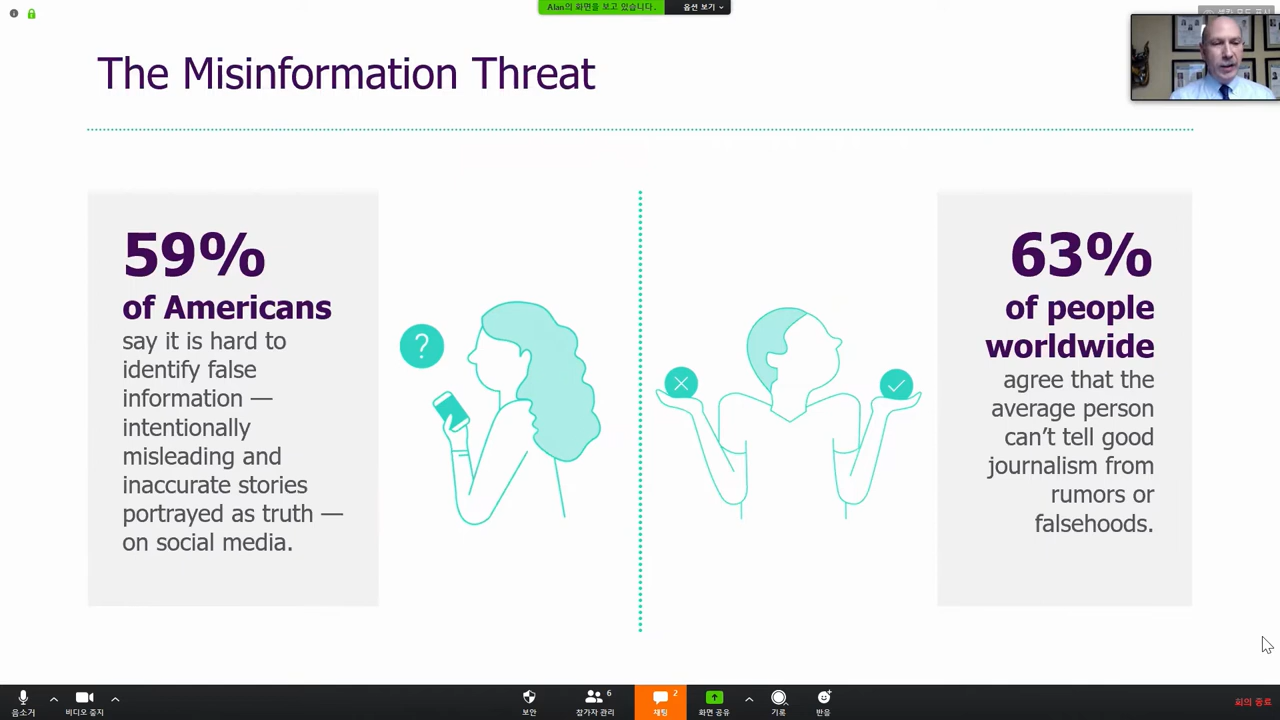 Alan의 화면을 보고 있습니다.
옵션 보기
The Misinformation Threat
59%
of Americans
say it is hard to
identify false
information —
intentionally
misleading and
inaccurate stories
portrayed as truth —
on social media.
?
63%
of people
worldwide
agree that the
average person
can’t tell good
journalism from
rumors or
falsehoods.
음소거
비디오 중지
보안
6
참가자 관리
2
채팅
화면 공유
기록
반응
회의 종료